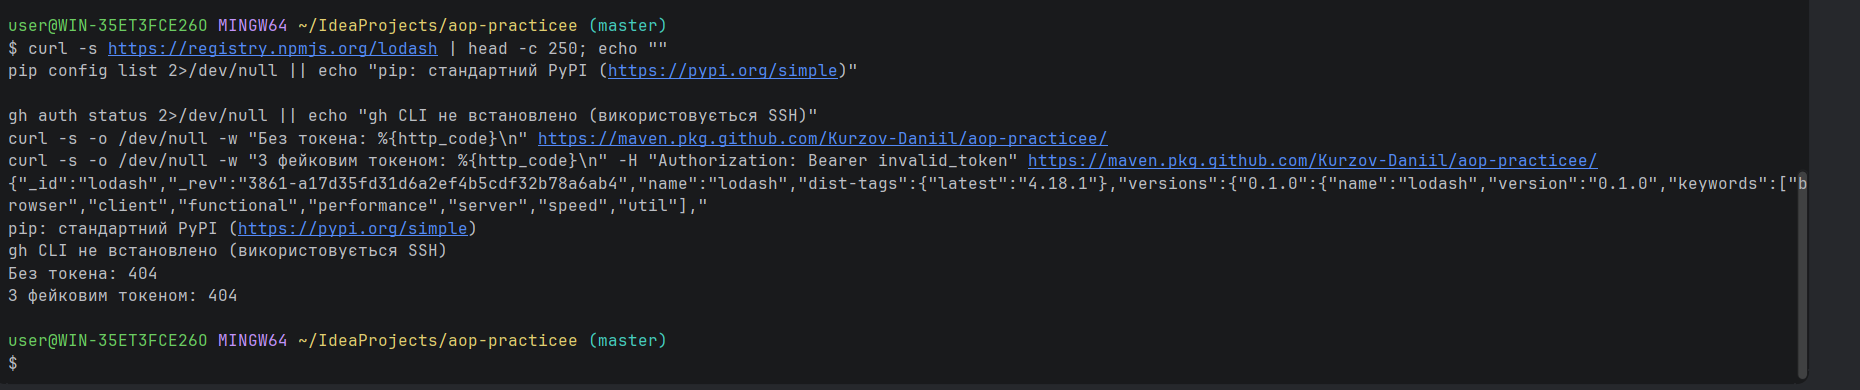 user@WIN-35ET3FCE26O MINGW64 ~/IdeaProjects/aop-practicee (master)
$ curl -s https://registry.npmjs.org/lodash | head -c 250; echo ""
pip config list 2>/dev/null || echo "pip: стандартний PyPI (https://pypi.org/simple)"
gh auth status 2>/dev/null || echo "gh CLI не встановлено (використовується SSH)"
curl -s -o /dev/null -w "Без токена: %{http_code}\n" https://maven.pkg.github.com/Kurzov-Daniil/aop-practicee/
curl -s -o /dev/null -w "З фейковим токеном: %{http_code}\n" -H "Authorization: Bearer invalid_token" https://maven.pkg.github.com/Kurzov-Daniil/aop-practicee/
{"_id":"lodash","_rev":"3861-a17d35fd31d6a2ef4b5cdf32b78a6ab4","name":"lodash","dist-tags":{"latest":"4.18.1"},"versions":{"0.1.0":{"name":"lodash","version":"0.1.0","keywords":["b
rowser","client","functional","performance","server","speed","util"],"
pip: стандартний PyPI (https://pypi.org/simple)
gh CLI не встановлено (використовується SSH)
Без токена: 404
З фейковим токеном: 404
user@WIN-35ET3FCE26O MINGW64 ~/IdeaProjects/aop-practicee (master)
$